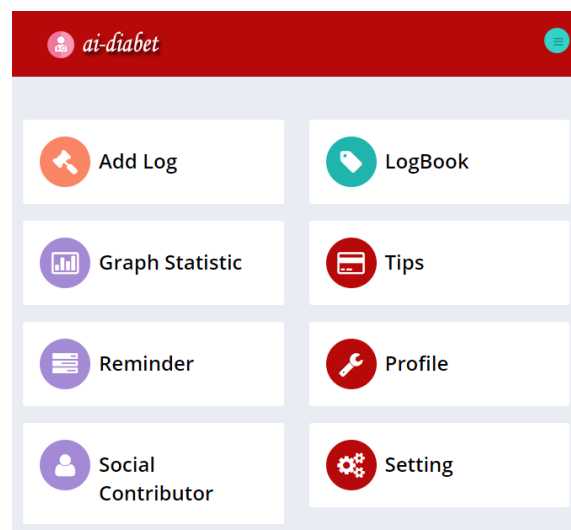 ai-diabet
Add Log
LogBook
Graph Statistic
Tips
Reminder
Profile
Social
Contributor
Setting